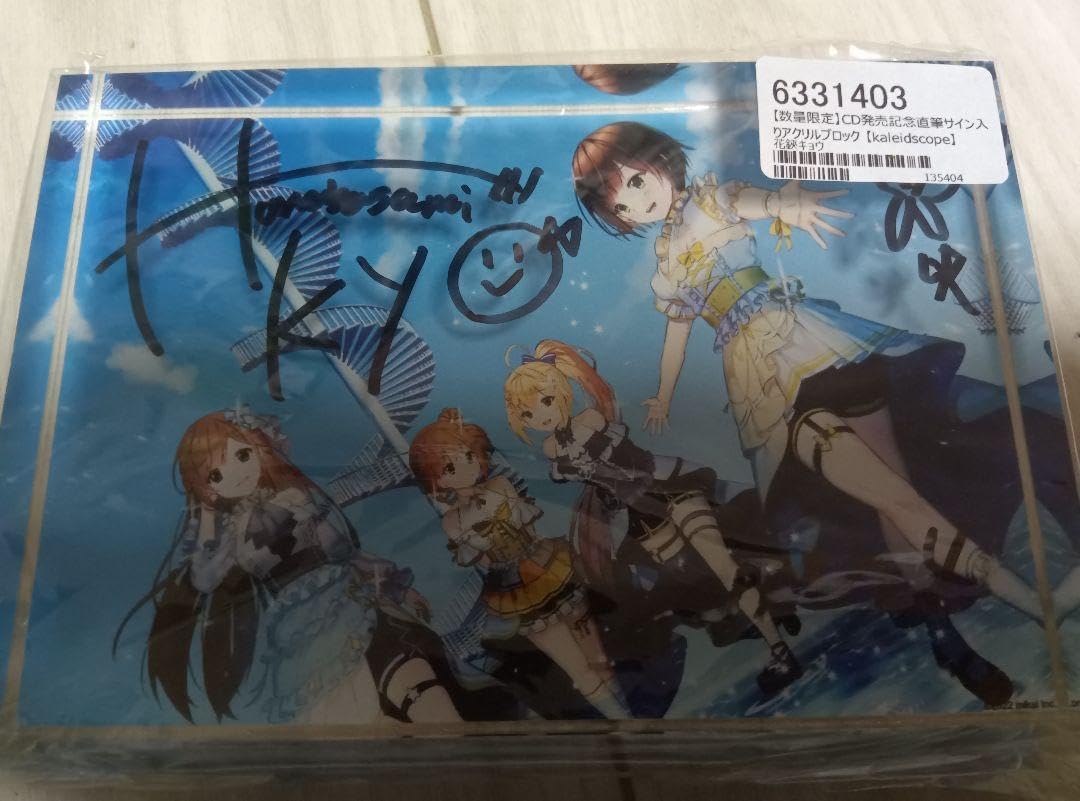 6331403
【数量限定】CD発売記念直筆サイン入
りアクリルブロック【kaleidscope】
花鋏キョウ
135404
Hanabasami
KY